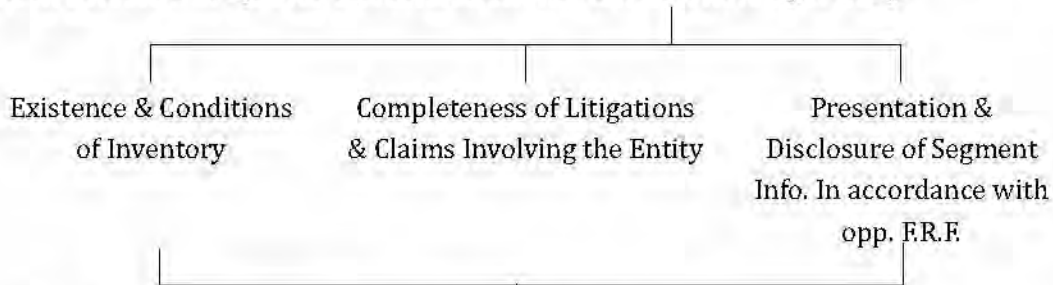 Existence & Conditions
of Inventory
Completeness of Litigations
& Claims Involving the Entity
Presentation &
Disclosure of Segment
Info. In accordance with
opp. F.R.F.